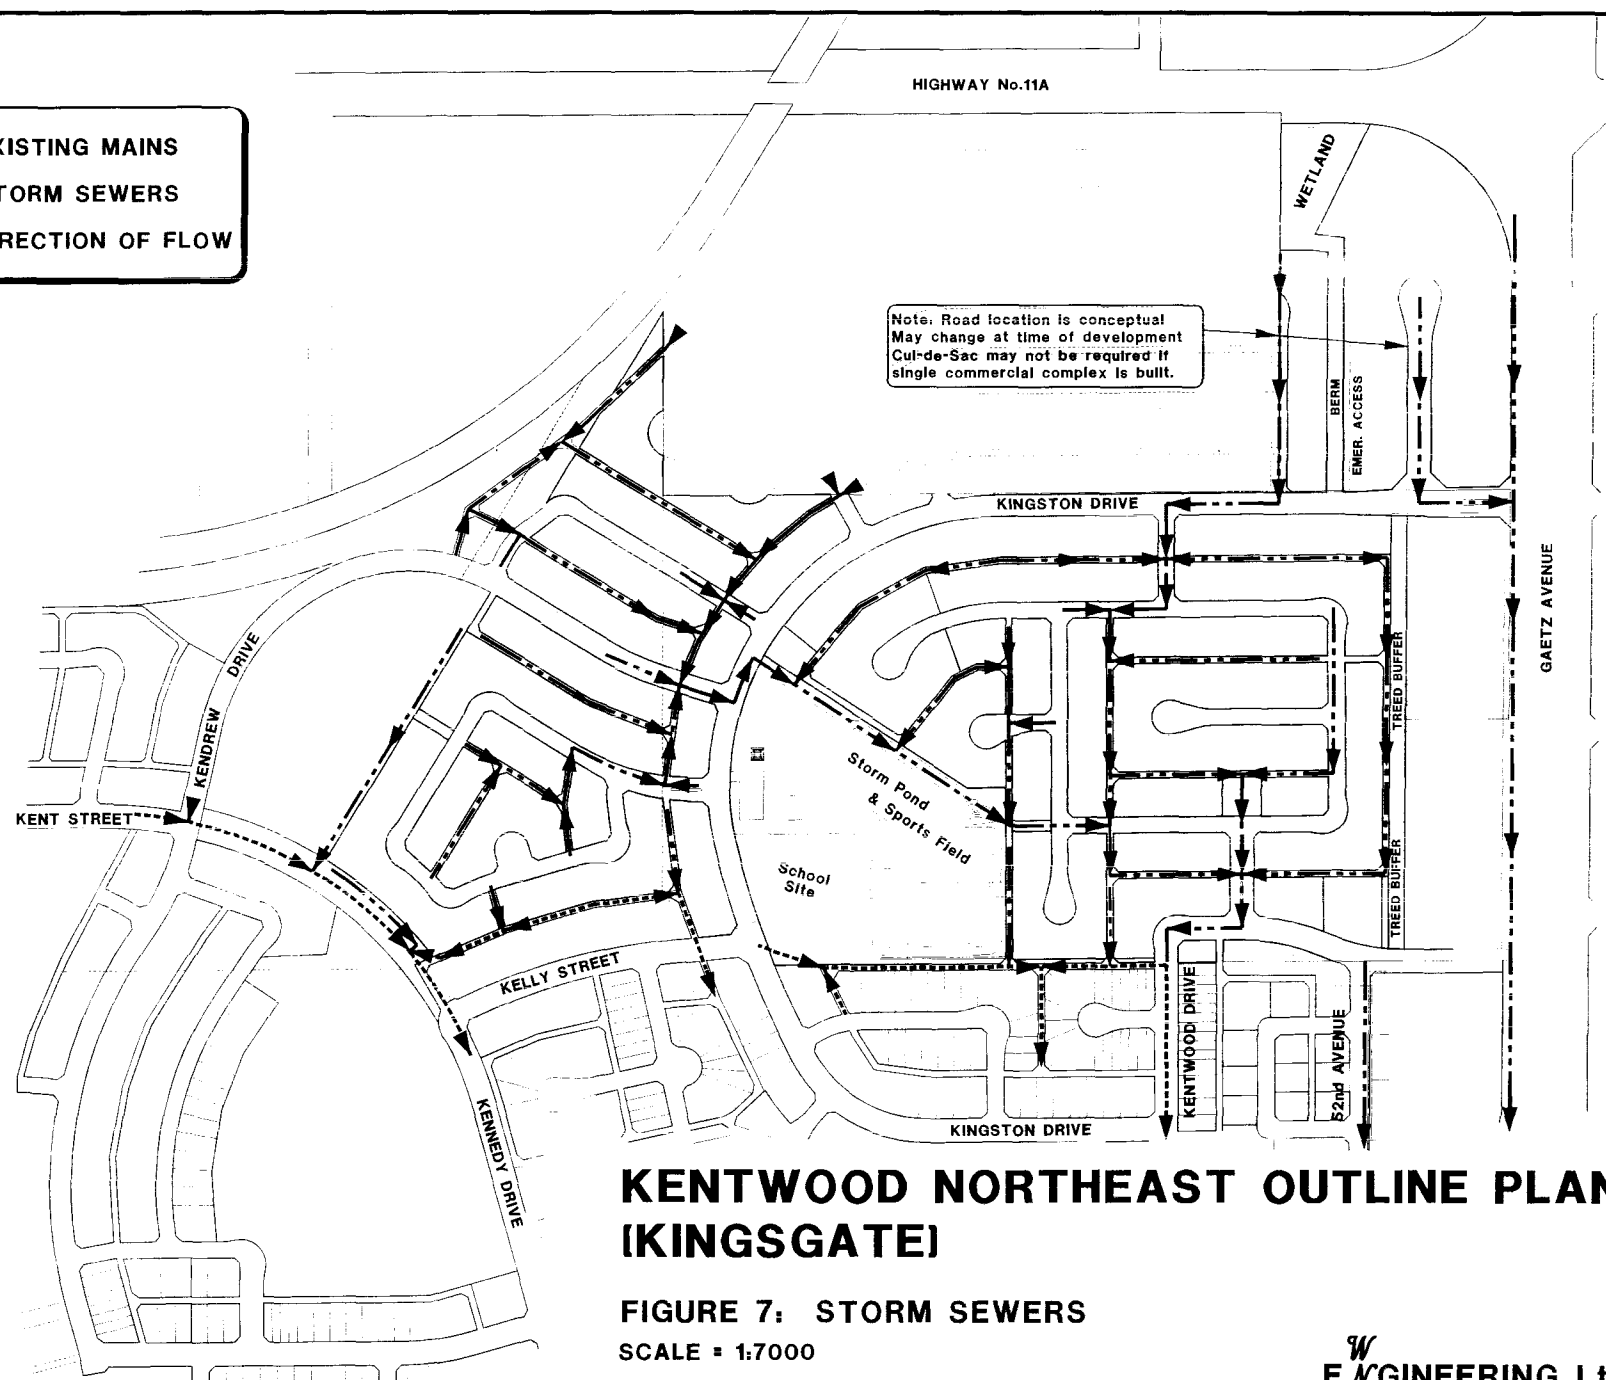 HIGHWAY No.11A
XISTING MAINS
TORM SEWERS
RECTION OF FLOW
WETLAND
Note: Road location is conceptual
May change at time of development
Cul-de-Sac may not be required if
single commercial complex is built.
BERM
EMER. ACCESS
KINGSTON DRIVE
GAETZ AVENUE
TREED BUFFER
KENDREW DRIVE
KENT STREET
Storm Pond
& Sports Field
School
Site
TREED BUFFER
KELLY STREET
KENTWOOD DRIVE
52nd AVENUE
KENNEDY DRIVE
KINGSTON DRIVE
KENTWOOD NORTHEAST OUTLINE PLAN
[KINGSGATE]
FIGURE 7: STORM SEWERS
SCALE = 1:7000
W
ENGINEERING Lt